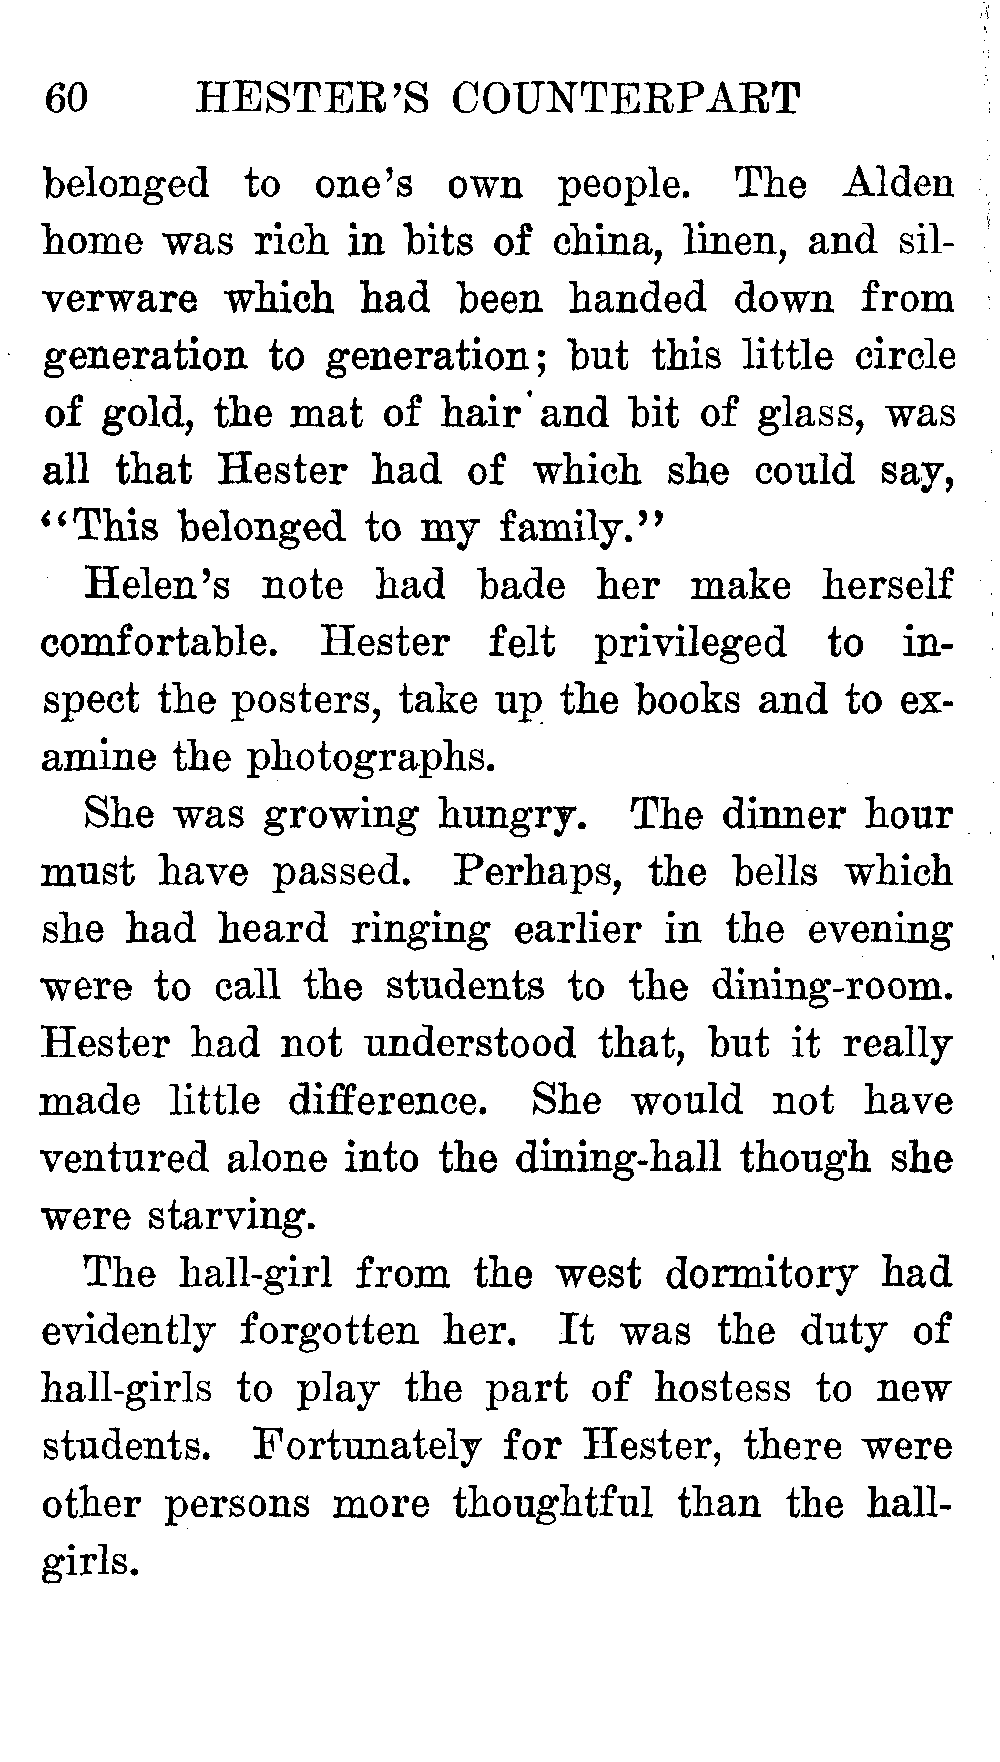 60 HESTER'S COUNTERPART
belonged to one's own people. The Alden
home was rich in bits of china, linen, and sil-
verware which had been handed down from
generation to generation; but this little circle
of gold, the mat of hair and bit of glass, was
all that Hester had of which she could say,
"This belonged to my family."
Helen's note had bade her make herself
comfortable. Hester felt privileged to in-
spect the posters, take up the books and to ex-
amine the photographs.
She was growing hungry. The dinner hour
must have passed. Perhaps, the bells which
she had heard ringing earlier in the evening
were to call the students to the dining-room.
Hester had not understood that, but it really
made little difference. She would not have
ventured alone into the dining-hall though she
were starving.
The hall-girl from the west dormitory had
evidently forgotten her. It was the duty of
hall-girls to play the part of hostess to new
students. Fortunately for Hester, there were
other persons more thoughtful than the hall-
girls.